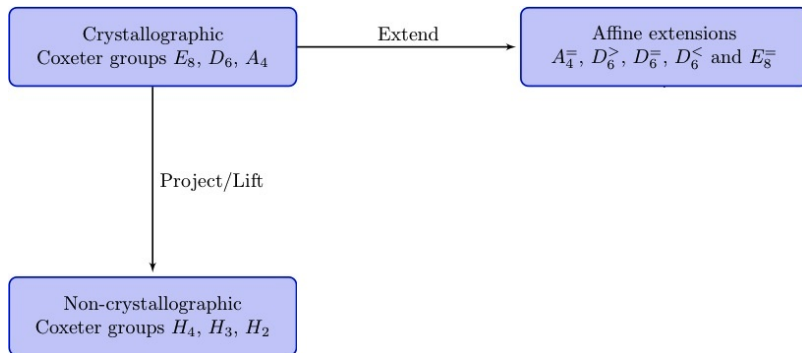 Crystallographic
Coxeter groups E₈, D₆, A₄
Extend
Affine extensions
A₄⁼, D₆^>, D₆⁼, D₆^< and E₈⁼
Project/Lift
Non-crystallographic
Coxeter groups H₄, H₃, H₂